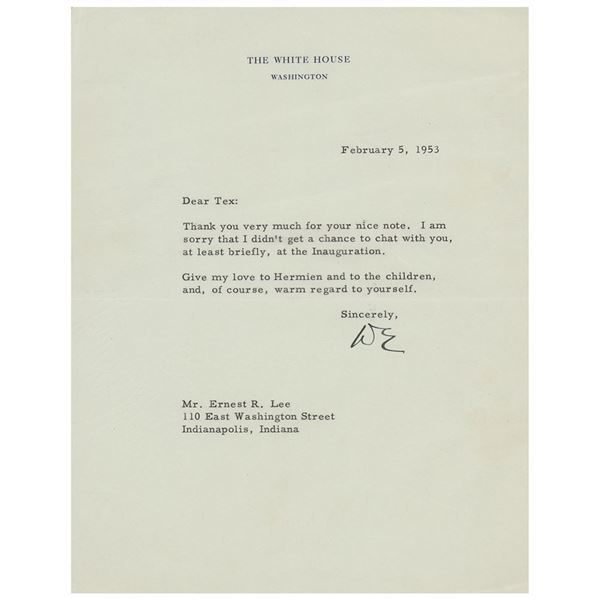 THE WHITE HOUSE
WASHINGTON
February 5, 1953
Dear Tex:
Thank you very much for your nice note. I am
sorry that I didn't get a chance to chat with you,
at least briefly, at the Inauguration.
Give my love to Hermien and to the children,
and, of course, warm regard to yourself.
Sincerely,
DE
Mr. Ernest R. Lee
110 East Washington Street
Indianapolis, Indiana